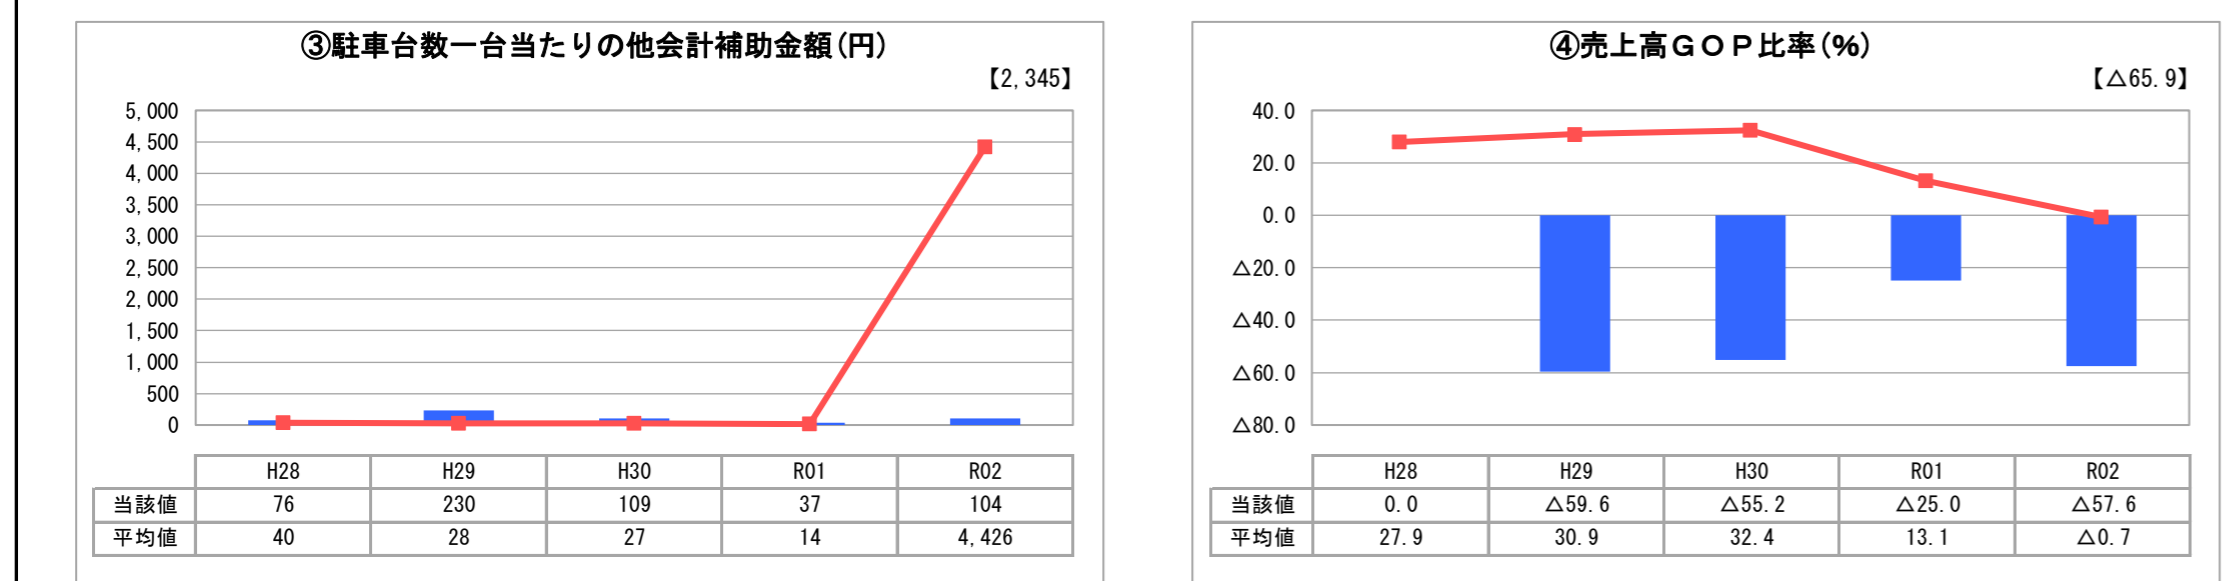 ③駐車台数一台当たりの他会計補助金額(円)
【2,345】
5,000
4,500
4,000
3,500
3,000
2,500
2,000
1,500
1,000
500
0
H28 H29 H30 R01 R02
当該値 76 230 109 37 104
平均値 40 28 27 14 4,426
④売上高GOP比率(%)
【△65.9】
40.0
20.0
0.0
△20.0
△40.0
△60.0
△80.0
H28 H29 H30 R01 R02
当該値 0.0 △59.6 △55.2 △25.0 △57.6
平均値 27.9 30.9 32.4 13.1 △0.7